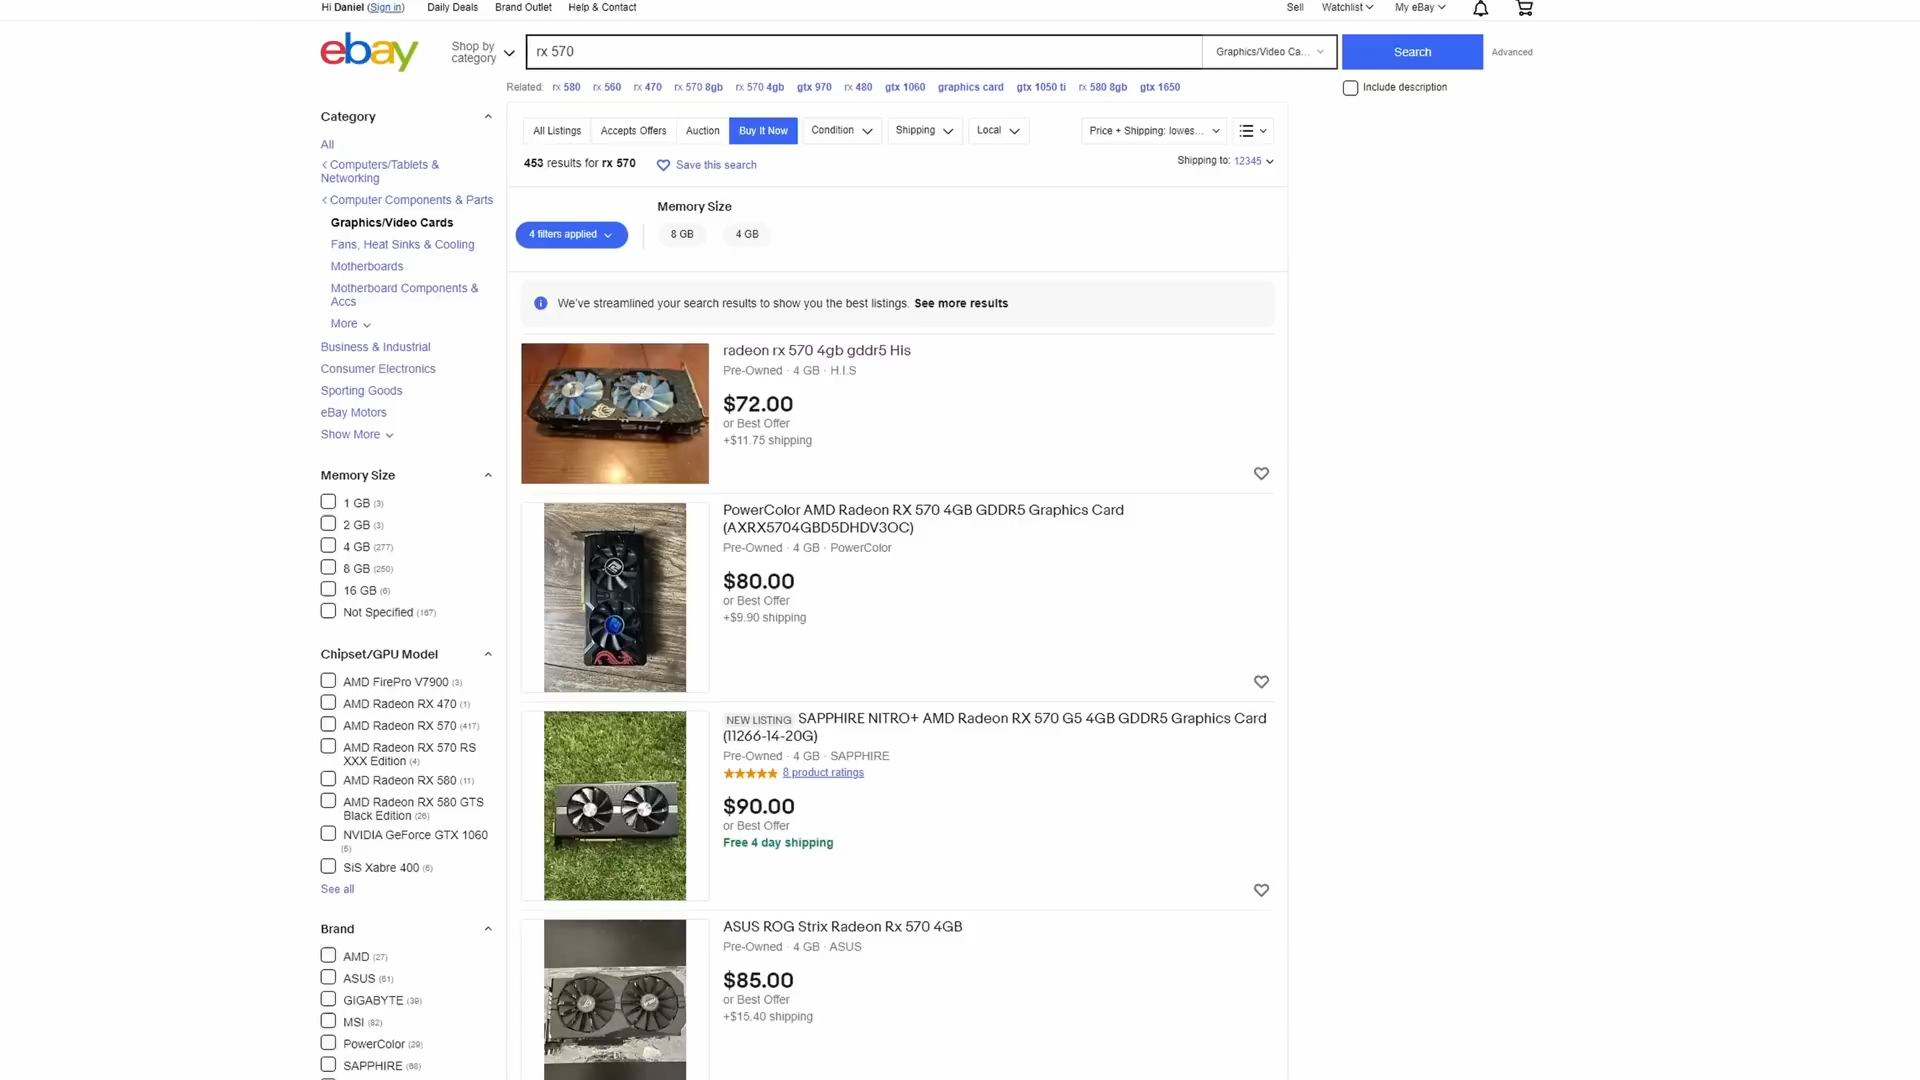 Hi Daniel (Sign in) Daily Deals Brand Outlet Help & Contact Sell Watchlist My eBay
ebay Shop by category rx 570 Graphics/Video Ca... Search Advanced
Related: rx 580 rx 560 rx 470 rx 570 8gb rx 570 4gb gtx 970 rx 480 gtx 1060 graphics card gtx 1050 ti rx 580 8gb gtx 1650 Include description
Category
All
Computers/Tablets &
Networking
Computer Components & Parts
Graphics/Video Cards
Fans, Heat Sinks & Cooling
Motherboards
Motherboard Components &
Accs
More
Business & Industrial
Consumer Electronics
Sporting Goods
eBay Motors
Show More
Memory Size
1 GB (3)
2 GB (3)
4 GB (277)
8 GB (250)
16 GB (6)
Not Specified (167)
Chipset/GPU Model
AMD FirePro V7900 (3)
AMD Radeon RX 470 (1)
AMD Radeon RX 570 (417)
AMD Radeon RX 570 RS
XXX Edition (4)
AMD Radeon RX 580 (11)
AMD Radeon RX 580 GTS
Black Edition (26)
NVIDIA GeForce GTX 1060
(5)
SiS Xabre 400 (6)
See all
Brand
AMD (27)
ASUS (61)
GIGABYTE (39)
MSI (82)
PowerColor (29)
SAPPHIRE (68)
All Listings Accepts Offers Auction Buy It Now Condition Shipping Local Price + Shipping: lowes...
453 results for rx 570 Save this search Shipping to: 12345
Memory Size
4 filters applied 8 GB 4 GB
We've streamlined your search results to show you the best listings. See more results
radeon rx 570 4gb gddr5 His
Pre-Owned · 4 GB · H.I.S
$72.00
or Best Offer
+$11.75 shipping
PowerColor AMD Radeon RX 570 4GB GDDR5 Graphics Card
(AXRX5704GBD5DHDV3OC)
Pre-Owned · 4 GB · PowerColor
$80.00
or Best Offer
+$9.90 shipping
NEW LISTING SAPPHIRE NITRO+ AMD Radeon RX 570 G5 4GB GDDR5 Graphics Card
(11266-14-20G)
Pre-Owned · 4 GB · SAPPHIRE
8 product ratings
$90.00
or Best Offer
Free 4 day shipping
ASUS ROG Strix Radeon Rx 570 4GB
Pre-Owned · 4 GB · ASUS
$85.00
or Best Offer
+$15.40 shipping